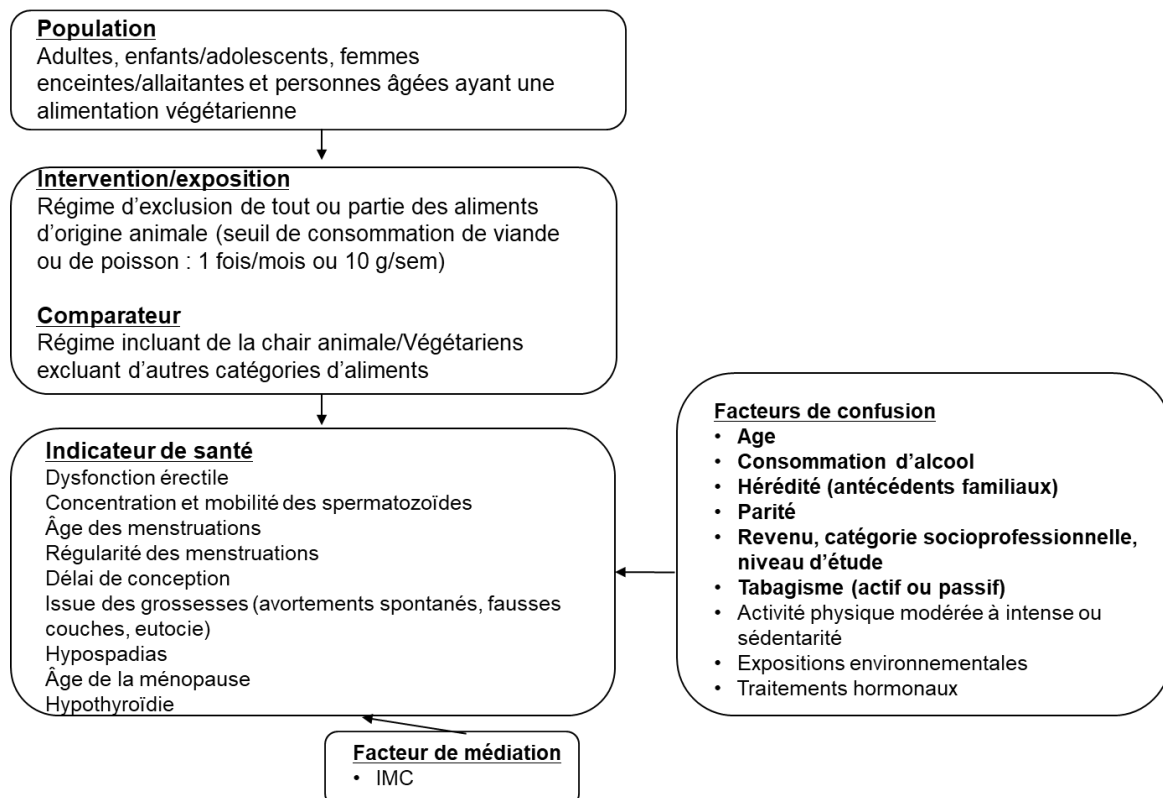 Population
Adultes, enfants/adolescents, femmes
enceintes/allaitantes et personnes âgées ayant une
alimentation végétarienne
Intervention/exposition
Régime d’exclusion de tout ou partie des aliments
d’origine animale (seuil de consommation de viande
ou de poisson : 1 fois/mois ou 10 g/sem)
Comparateur
Régime incluant de la chair animale/Végétariens
excluant d’autres catégories d’aliments
Indicateur de santé
Dysfonction érectile
Concentration et mobilité des spermatozoïdes
Âge des menstruations
Régularité des menstruations
Délai de conception
Issue des grossesses (avortements spontanés, fausses
couches, eutocie)
Hypospadias
Âge de la ménopause
Hypothyroïdie
Facteurs de confusion
• Age
• Consommation d’alcool
• Hérédité (antécédents familiaux)
• Parité
• Revenu, catégorie socioprofessionnelle,
niveau d’étude
• Tabagisme (actif ou passif)
• Activité physique modérée à intense ou
sédentarité
• Expositions environnementales
• Traitements hormonaux
Facteur de médiation
• IMC